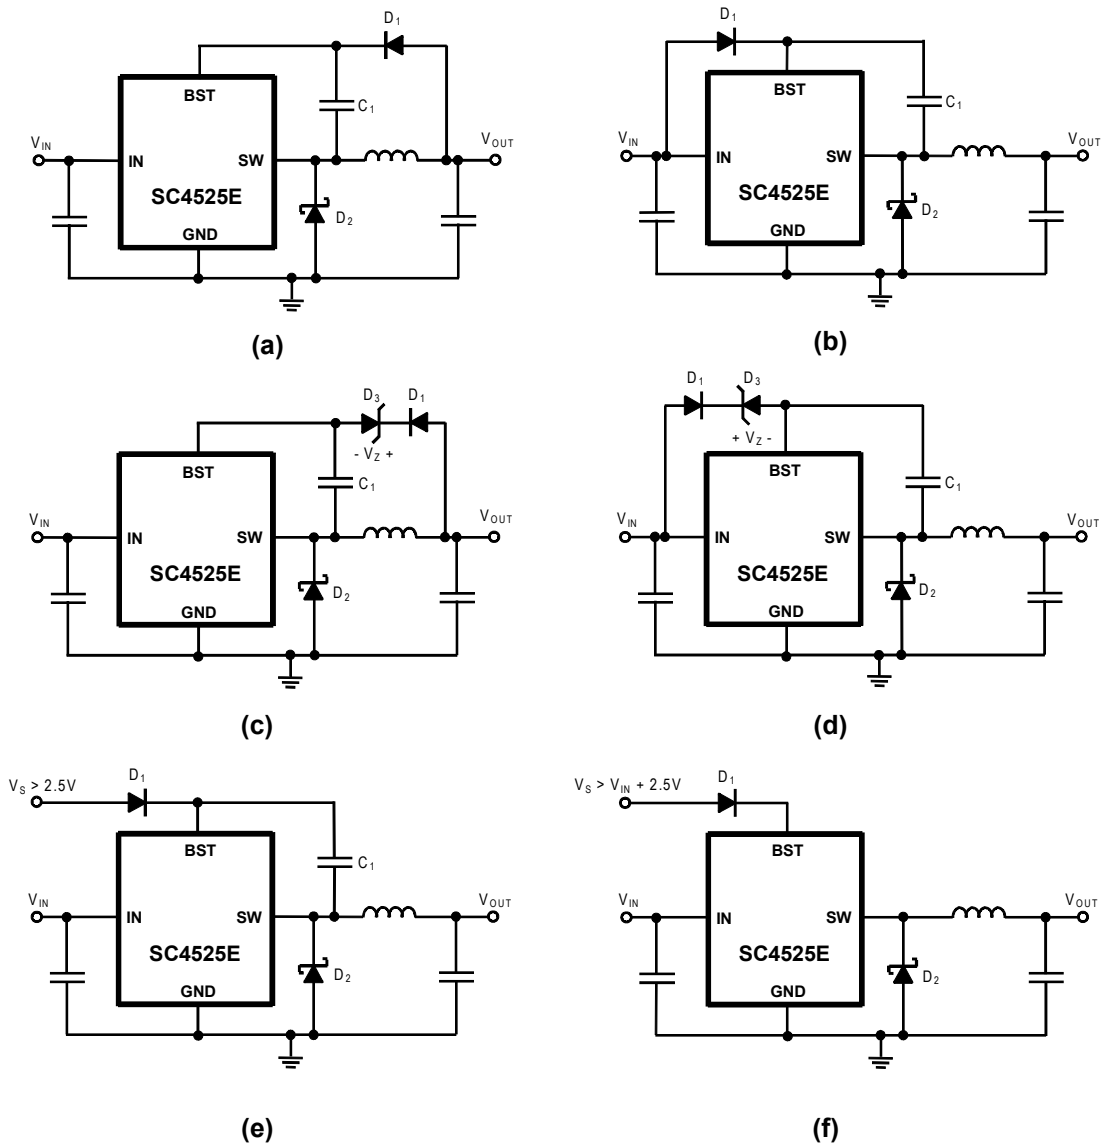 D1
BST
C1
VIN
IN
SW
VOUT
SC4525E
D2
GND
(a)
D1
BST
C1
VIN
IN
SW
VOUT
SC4525E
D2
GND
(b)
D3 D1
- VZ +
BST
C1
VIN
IN
SW
VOUT
SC4525E
D2
GND
(c)
D1 D3
+ VZ -
BST
C1
VIN
IN
SW
VOUT
SC4525E
D2
GND
(d)
VS > 2.5V
D1
BST
C1
VIN
IN
SW
VOUT
SC4525E
D2
GND
(e)
VS > VIN + 2.5V
D1
BST
VIN
IN
SW
VOUT
SC4525E
D2
GND
(f)